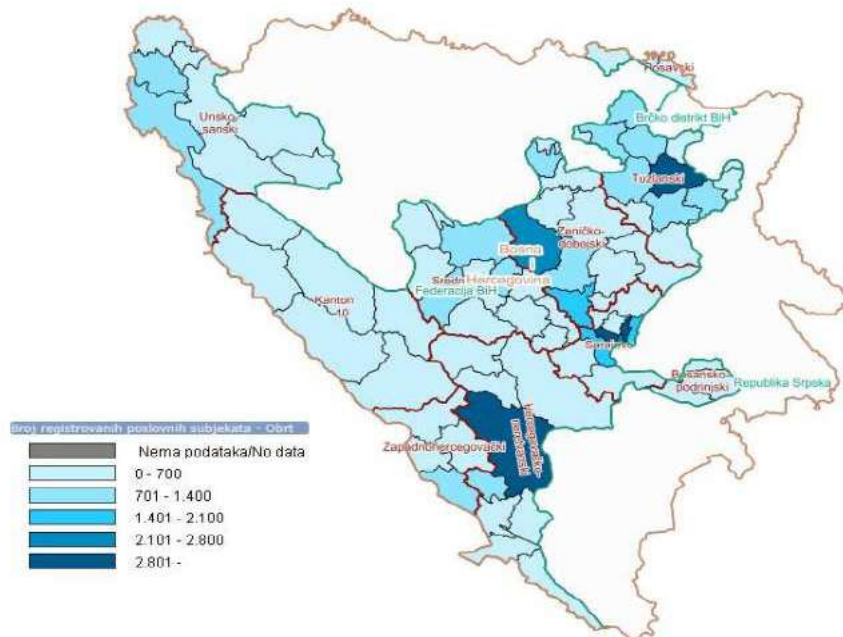 Posavski
Unsko-
sanski
Brčko distrikt BiH
Tuzlanski
Zeničko-
dobojski
Bosna
i
Hercegovina
Federacija BiH
Kanton
10
Sarajevo
Bosansko-
podrinjski
Republika Srpska
Zapadnohercegovački
Hercegovačko-
neretvanski
Broj registrovanih poslovnih subjekata - Obrt
Nema podataka/No data
0 - 700
701 - 1.400
1.401 - 2.100
2.101 - 2.800
2.801 -